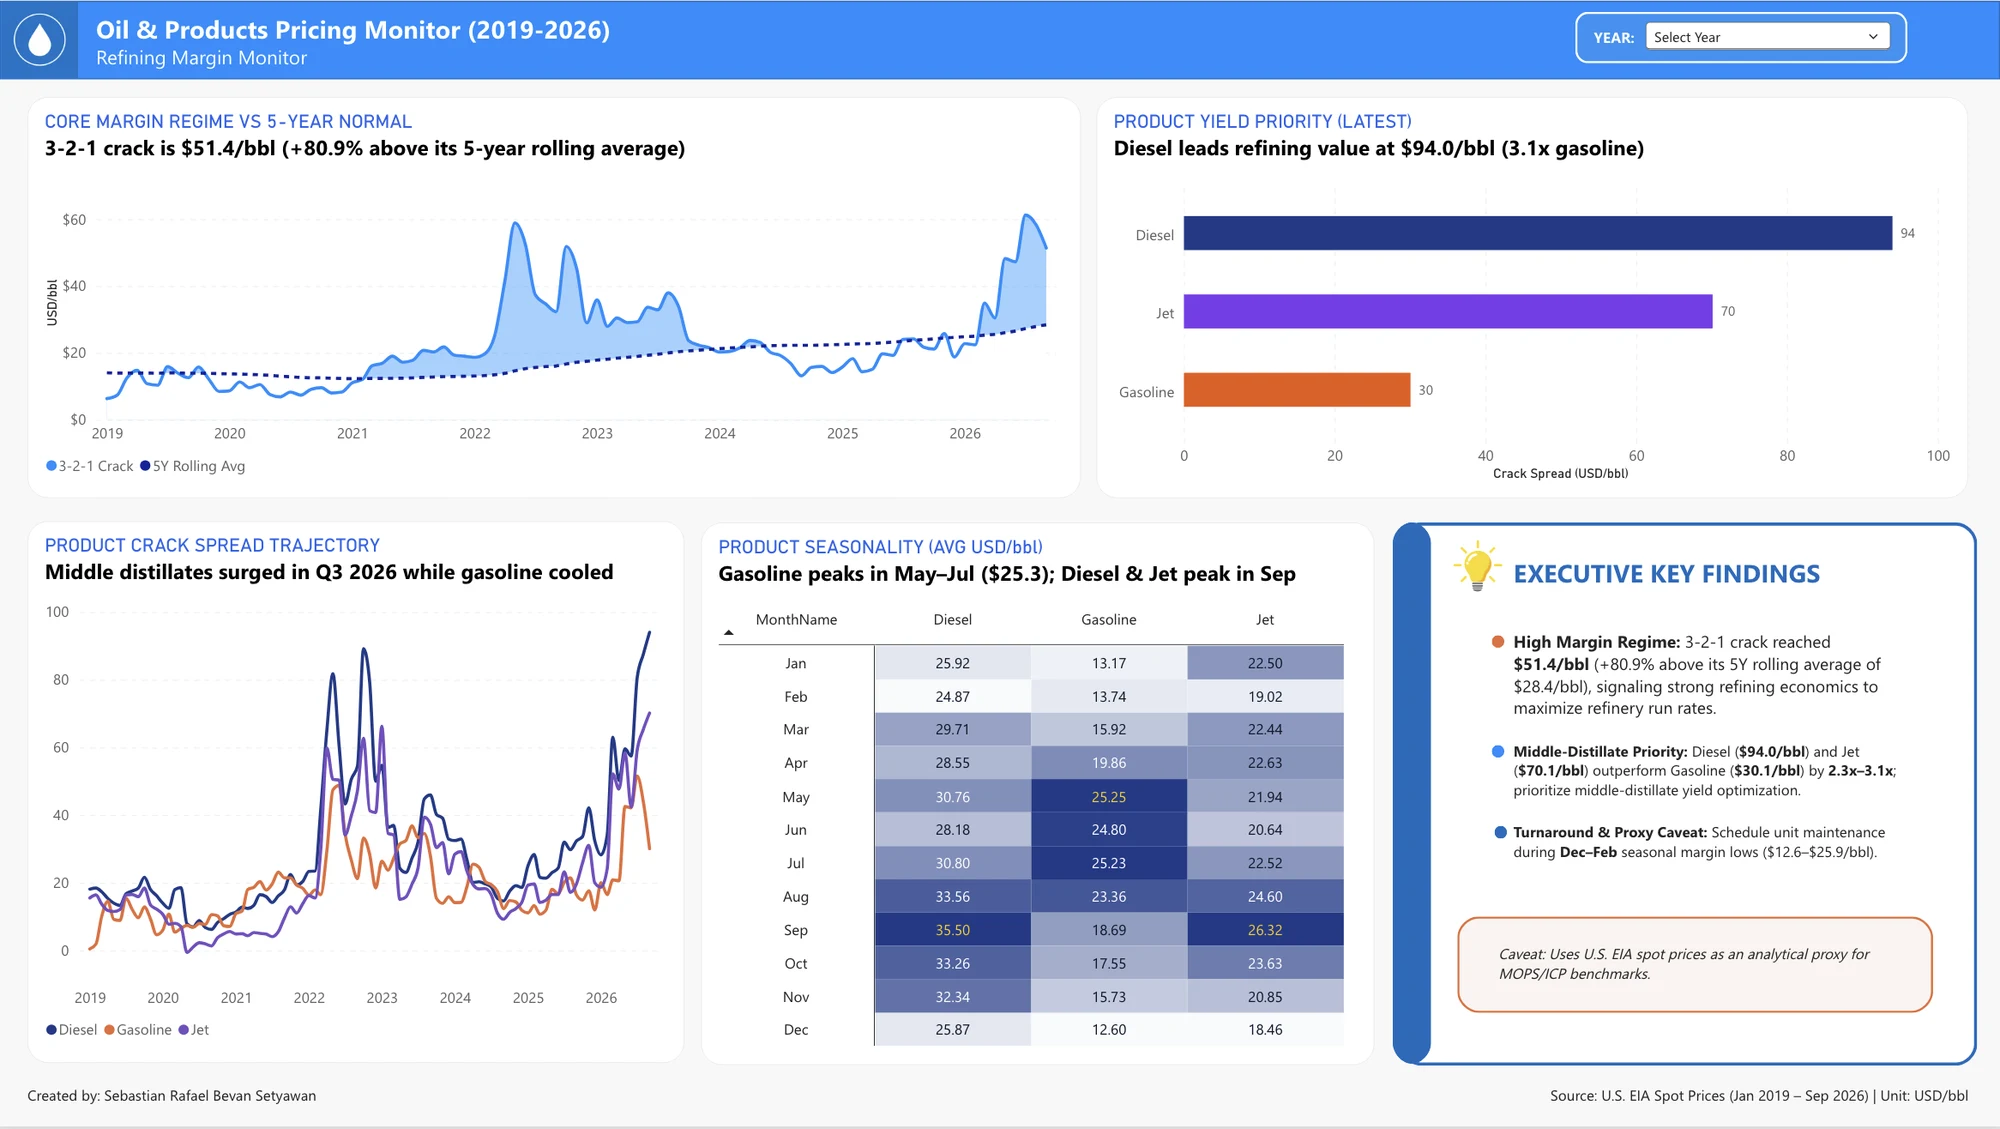 Oil & Products Pricing Monitor (2019-2026)
Refining Margin Monitor
YEAR: Select Year
CORE MARGIN REGIME VS 5-YEAR NORMAL
3-2-1 crack is $51.4/bbl (+80.9% above its 5-year rolling average)
USD/bbl
$60
$40
$20
$0
2019 2020 2021 2022 2023 2024 2025 2026
3-2-1 Crack 5Y Rolling Avg
PRODUCT YIELD PRIORITY (LATEST)
Diesel leads refining value at $94.0/bbl (3.1x gasoline)
Diesel 94
Jet 70
Gasoline 30
0 20 40 60 80 100
Crack Spread (USD/bbl)
PRODUCT CRACK SPREAD TRAJECTORY
Middle distillates surged in Q3 2026 while gasoline cooled
100
80
60
40
20
0
2019 2020 2021 2022 2023 2024 2025 2026
Diesel Gasoline Jet
PRODUCT SEASONALITY (AVG USD/bbl)
Gasoline peaks in May–Jul ($25.3); Diesel & Jet peak in Sep
MonthName Diesel Gasoline Jet
Jan 25.92 13.17 22.50
Feb 24.87 13.74 19.02
Mar 29.71 15.92 22.44
Apr 28.55 19.86 22.63
May 30.76 25.25 21.94
Jun 28.18 24.80 20.64
Jul 30.80 25.23 22.52
Aug 33.56 23.36 24.60
Sep 35.50 18.69 26.32
Oct 33.26 17.55 23.63
Nov 32.34 15.73 20.85
Dec 25.87 12.60 18.46
EXECUTIVE KEY FINDINGS
High Margin Regime: 3-2-1 crack reached
$51.4/bbl (+80.9% above its 5Y rolling average of
$28.4/bbl), signaling strong refining economics to
maximize refinery run rates.
Middle-Distillate Priority: Diesel ($94.0/bbl) and Jet
($70.1/bbl) outperform Gasoline ($30.1/bbl) by 2.3x–3.1x;
prioritize middle-distillate yield optimization.
Turnaround & Proxy Caveat: Schedule unit maintenance
during Dec–Feb seasonal margin lows ($12.6–$25.9/bbl).
Caveat: Uses U.S. EIA spot prices as an analytical proxy for
MOPS/ICP benchmarks.
Created by: Sebastian Rafael Bevan Setyawan
Source: U.S. EIA Spot Prices (Jan 2019 – Sep 2026) | Unit: USD/bbl